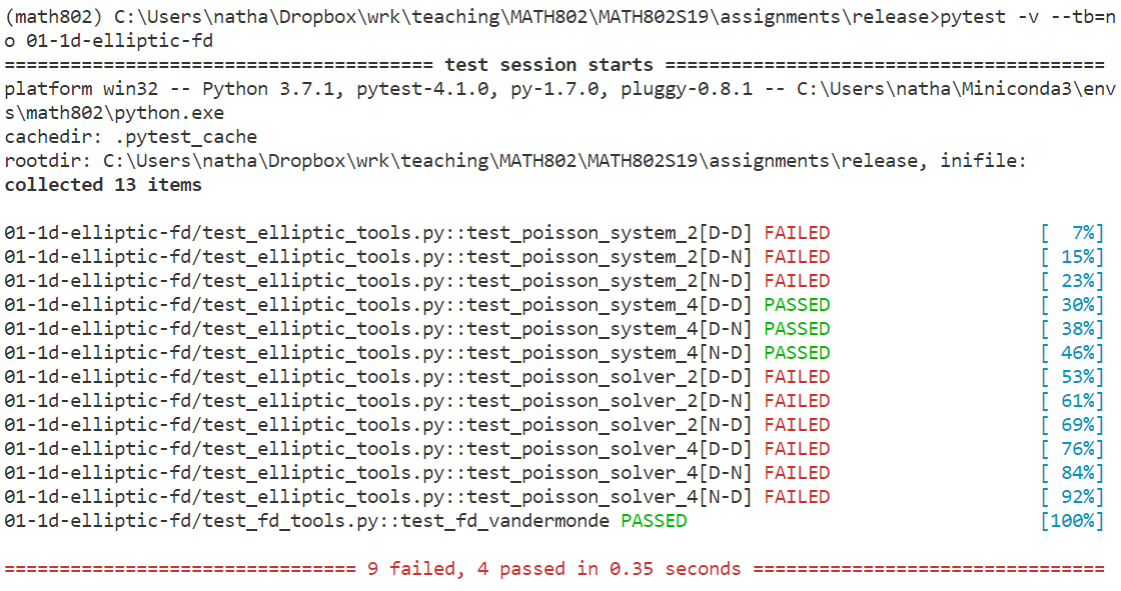 (math802) C:\Users\natha\Dropbox\wrk\teaching\MATH802\MATH802S19\assignments\release>pytest -v --tb=n
o 01-1d-elliptic-fd
======================================= test session starts ========================================
platform win32 -- Python 3.7.1, pytest-4.1.0, py-1.7.0, pluggy-0.8.1 -- C:\Users\natha\Miniconda3\env
s\math802\python.exe
cachedir: .pytest_cache
rootdir: C:\Users\natha\Dropbox\wrk\teaching\MATH802\MATH802S19\assignments\release, inifile:
collected 13 items

01-1d-elliptic-fd/test_elliptic_tools.py::test_poisson_system_2[D-D] FAILED                   [  7%]
01-1d-elliptic-fd/test_elliptic_tools.py::test_poisson_system_2[D-N] FAILED                   [ 15%]
01-1d-elliptic-fd/test_elliptic_tools.py::test_poisson_system_2[N-D] FAILED                   [ 23%]
01-1d-elliptic-fd/test_elliptic_tools.py::test_poisson_system_4[D-D] PASSED                   [ 30%]
01-1d-elliptic-fd/test_elliptic_tools.py::test_poisson_system_4[D-N] PASSED                   [ 38%]
01-1d-elliptic-fd/test_elliptic_tools.py::test_poisson_system_4[N-D] PASSED                   [ 46%]
01-1d-elliptic-fd/test_elliptic_tools.py::test_poisson_solver_2[D-D] FAILED                   [ 53%]
01-1d-elliptic-fd/test_elliptic_tools.py::test_poisson_solver_2[D-N] FAILED                   [ 61%]
01-1d-elliptic-fd/test_elliptic_tools.py::test_poisson_solver_2[N-D] FAILED                   [ 69%]
01-1d-elliptic-fd/test_elliptic_tools.py::test_poisson_solver_4[D-D] FAILED                   [ 76%]
01-1d-elliptic-fd/test_elliptic_tools.py::test_poisson_solver_4[D-N] FAILED                   [ 84%]
01-1d-elliptic-fd/test_elliptic_tools.py::test_poisson_solver_4[N-D] FAILED                   [ 92%]
01-1d-elliptic-fd/test_fd_tools.py::test_fd_vandermonde PASSED                                [100%]

================================ 9 failed, 4 passed in 0.35 seconds ================================